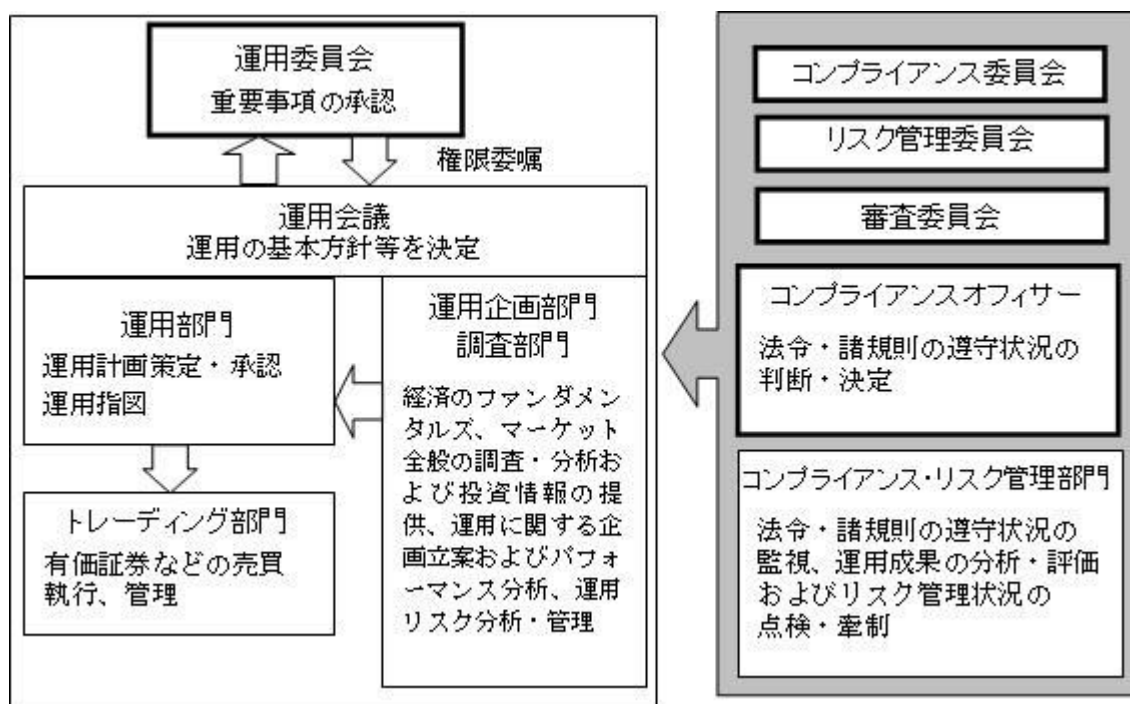 運用委員会
重要事項の承認
権限委嘱
運用会議
運用の基本方針等を決定
運用部門
運用計画策定・承認
運用指図
トレーディング部門
有価証券などの売買
執行、管理
運用企画部門
調査部門
経済のファンダメン
タルズ、マーケット
全般の調査・分析お
よび投資情報の提
供、運用に関する企
画立案およびパフォ
ーマンス分析、運用
リスク分析・管理
コンプライアンス委員会
リスク管理委員会
審査委員会
コンプライアンスオフィサー
法令・諸規則の遵守状況の
判断・決定
コンプライアンス・リスク管理部門
法令・諸規則の遵守状況の
監視、運用成果の分析・評価
およびリスク管理状況の
点検・牽制